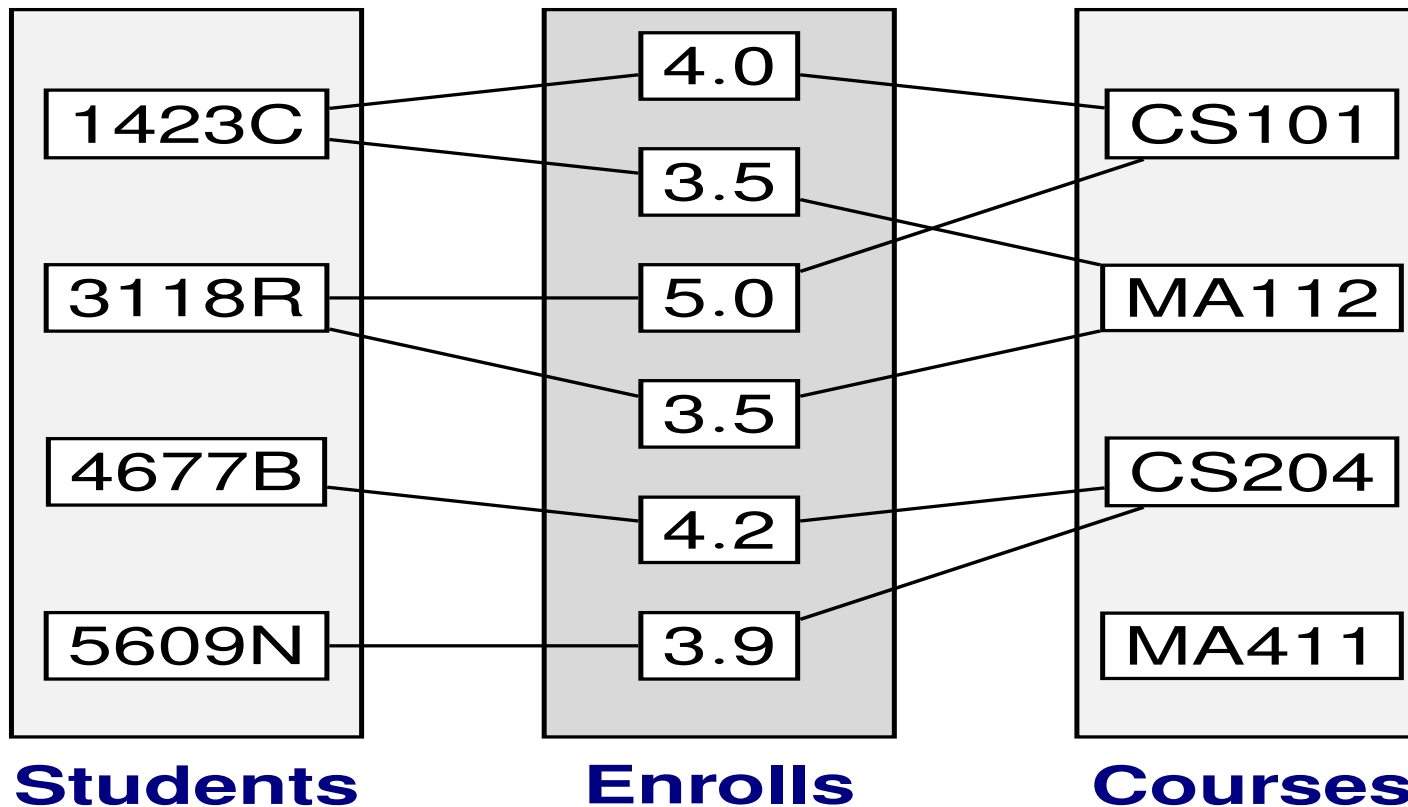 1423C
3118R
4677B
5609N
Students
4.0
3.5
5.0
3.5
4.2
3.9
Enrolls
CS101
MA112
CS204
MA411
Courses